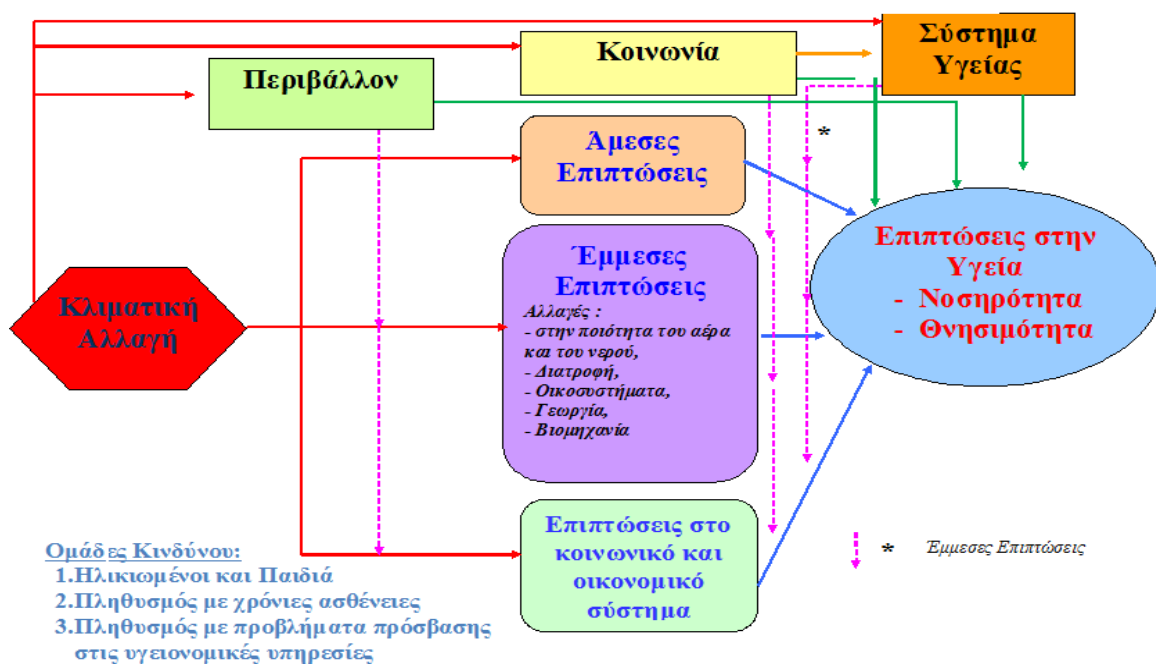 Περιβάλλον
Κοινωνία
Σύστημα
Υγείας
*
Άμεσες
Επιπτώσεις
Κλιματική
Αλλαγή
Έμμεσες
Επιπτώσεις
Αλλαγές :
- στην ποιότητα του αέρα
και του νερού,
- Διατροφή,
- Οικοσυστήματα,
- Γεωργία,
- Βιομηχανία
Επιπτώσεις στην
Υγεία
- Νοσηρότητα
- Θνησιμότητα
Επιπτώσεις στο
κοινωνικό και
οικονομικό
σύστημα
Ομάδες Κινδύνου:
1.Ηλικιωμένοι και Παιδιά
2.Πληθυσμός με χρόνιες ασθένειες
3.Πληθυσμός με προβλήματα πρόσβασης
στις υγειονομικές υπηρεσίες
* Έμμεσες Επιπτώσεις